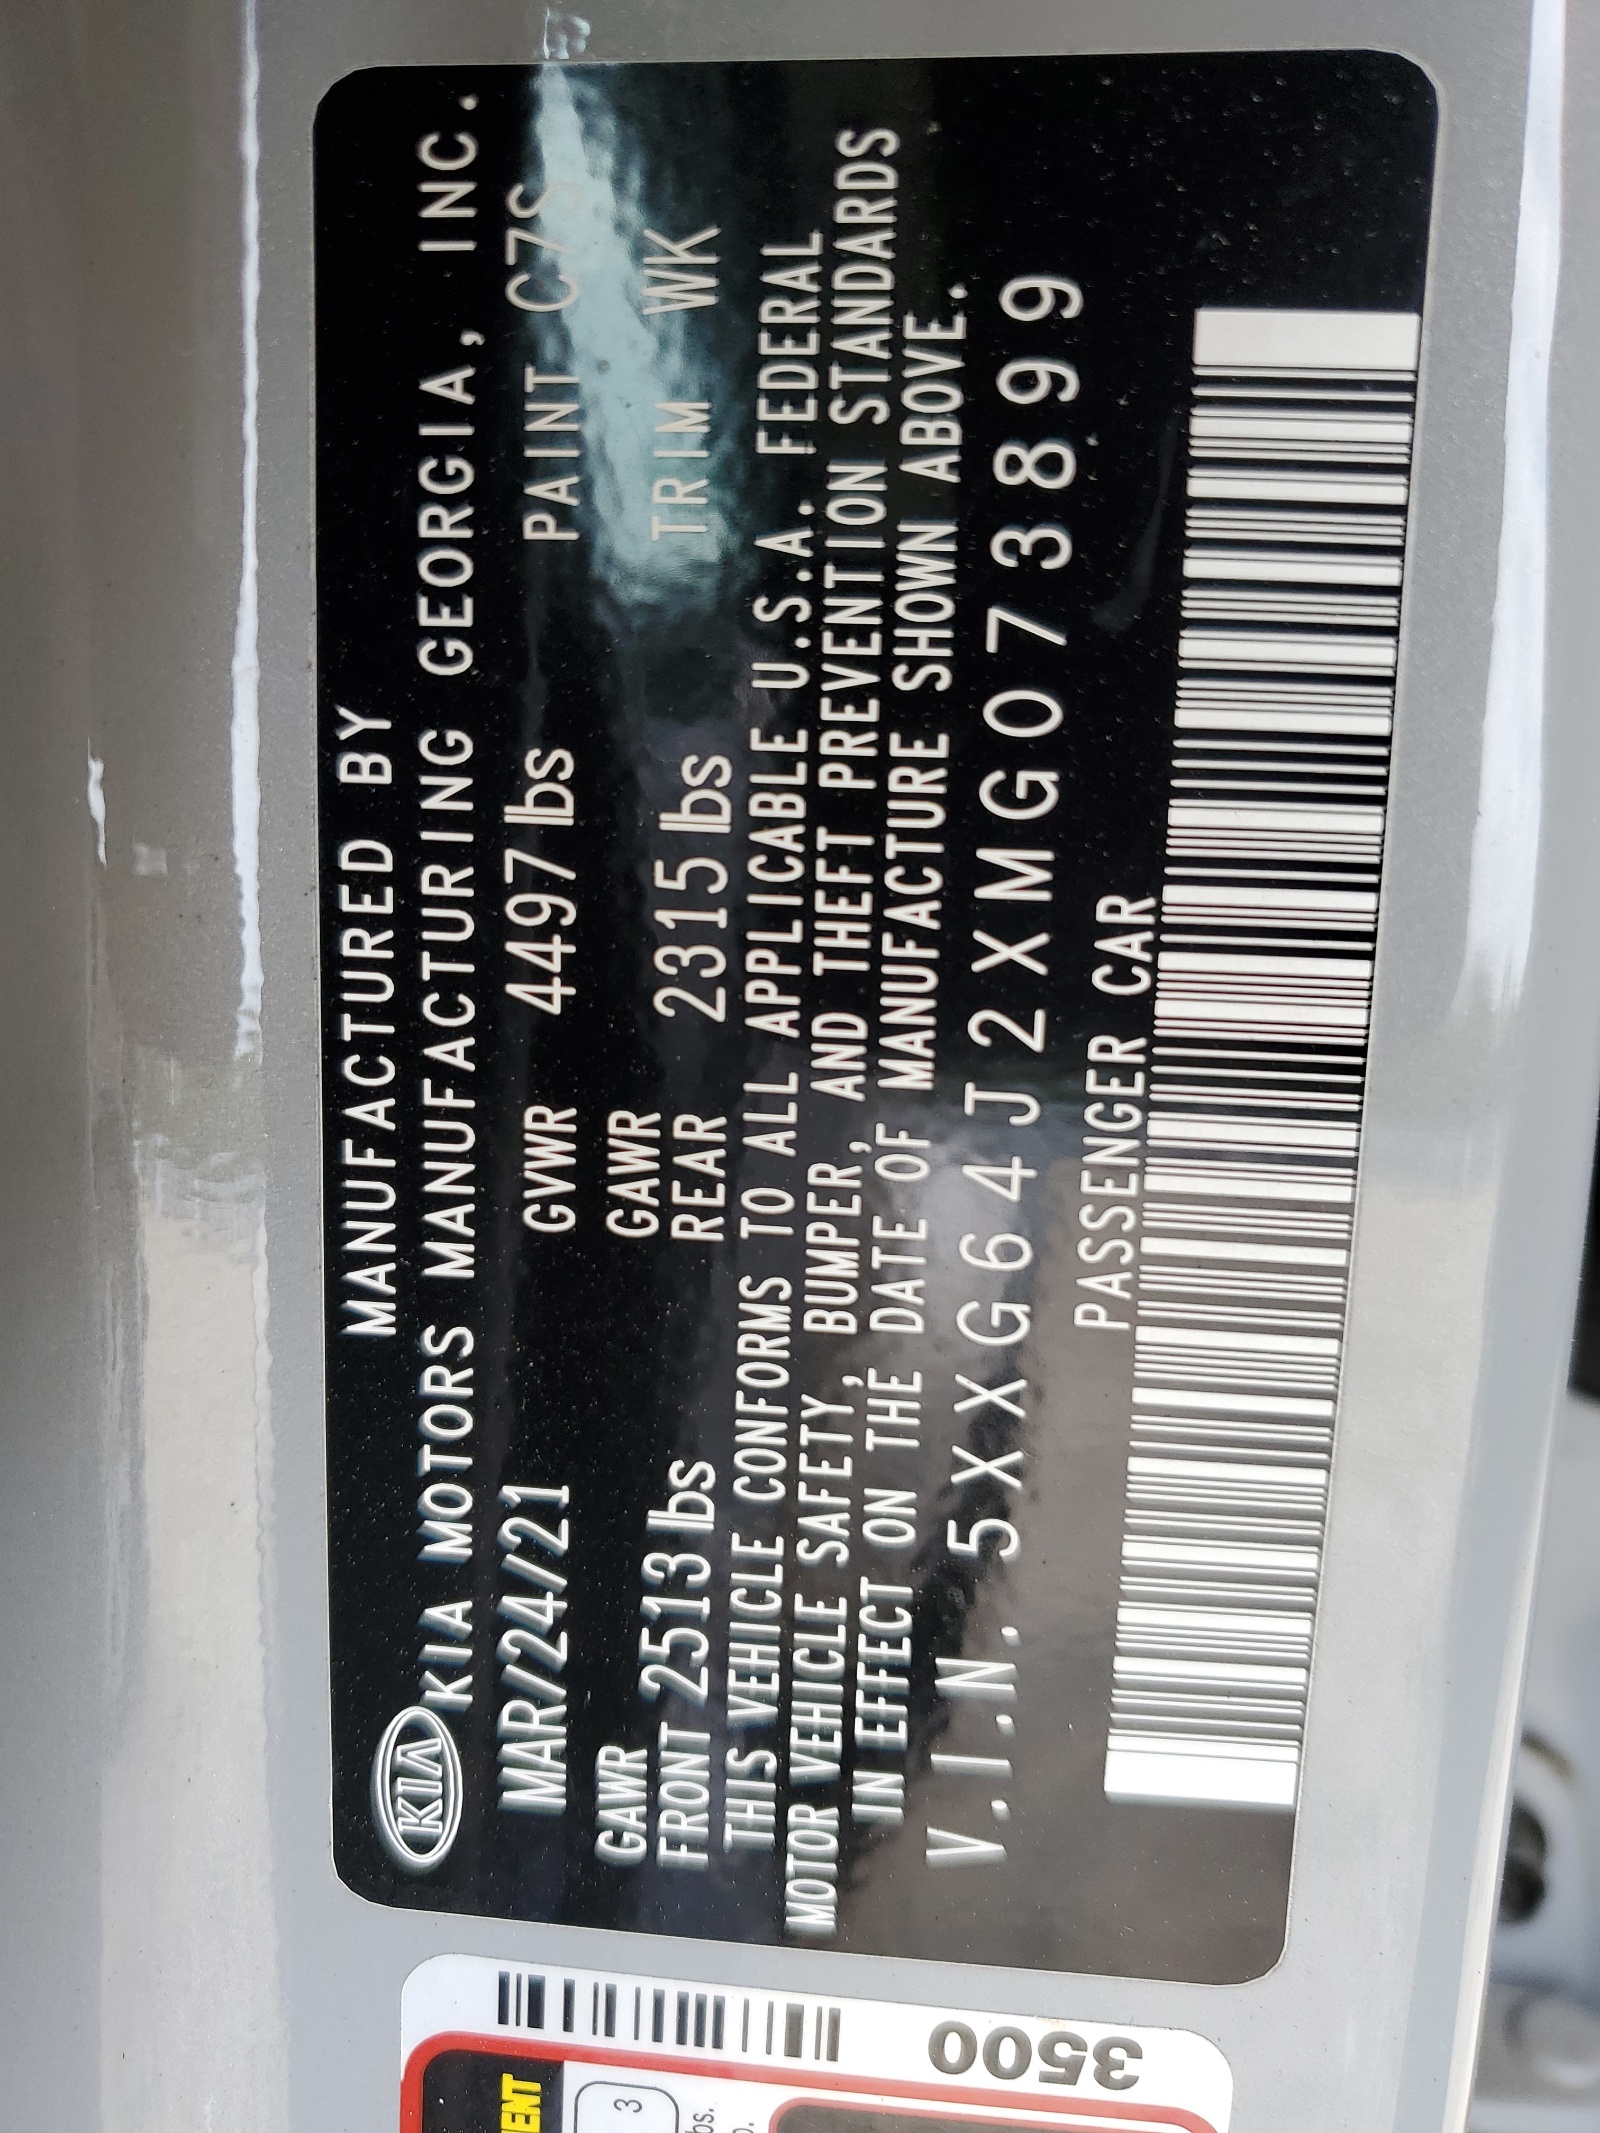 KIA
MANUFACTURED BY
KIA MOTORS MANUFACTURING GEORGIA, INC.
MAR/24/21 GVWR 4497 lbs PAINT C7S
GAWR FRONT 2513 lbs GAWR REAR 2315 lbs TRIM WK
THIS VEHICLE CONFORMS TO ALL APPLICABLE U.S.A. FEDERAL
MOTOR VEHICLE SAFETY, BUMPER, AND THEFT PREVENTION STANDARDS
IN EFFECT ON THE DATE OF MANUFACTURE SHOWN ABOVE.
V.I.N. 5XXG64J2XMG073899
PASSENGER CAR
3500
3